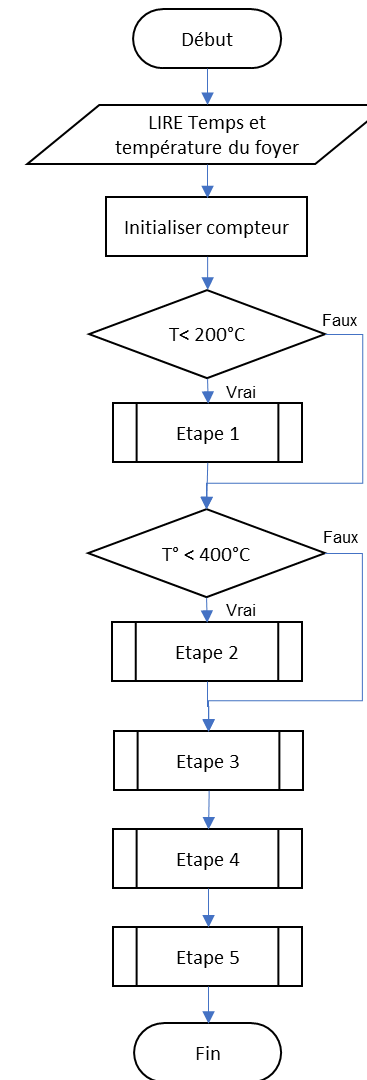 Début
LIRE Temps et
température du foyer
Initialiser compteur
T< 200°C
Faux
Vrai
Etape 1
T° < 400°C
Faux
Vrai
Etape 2
Etape 3
Etape 4
Etape 5
Fin